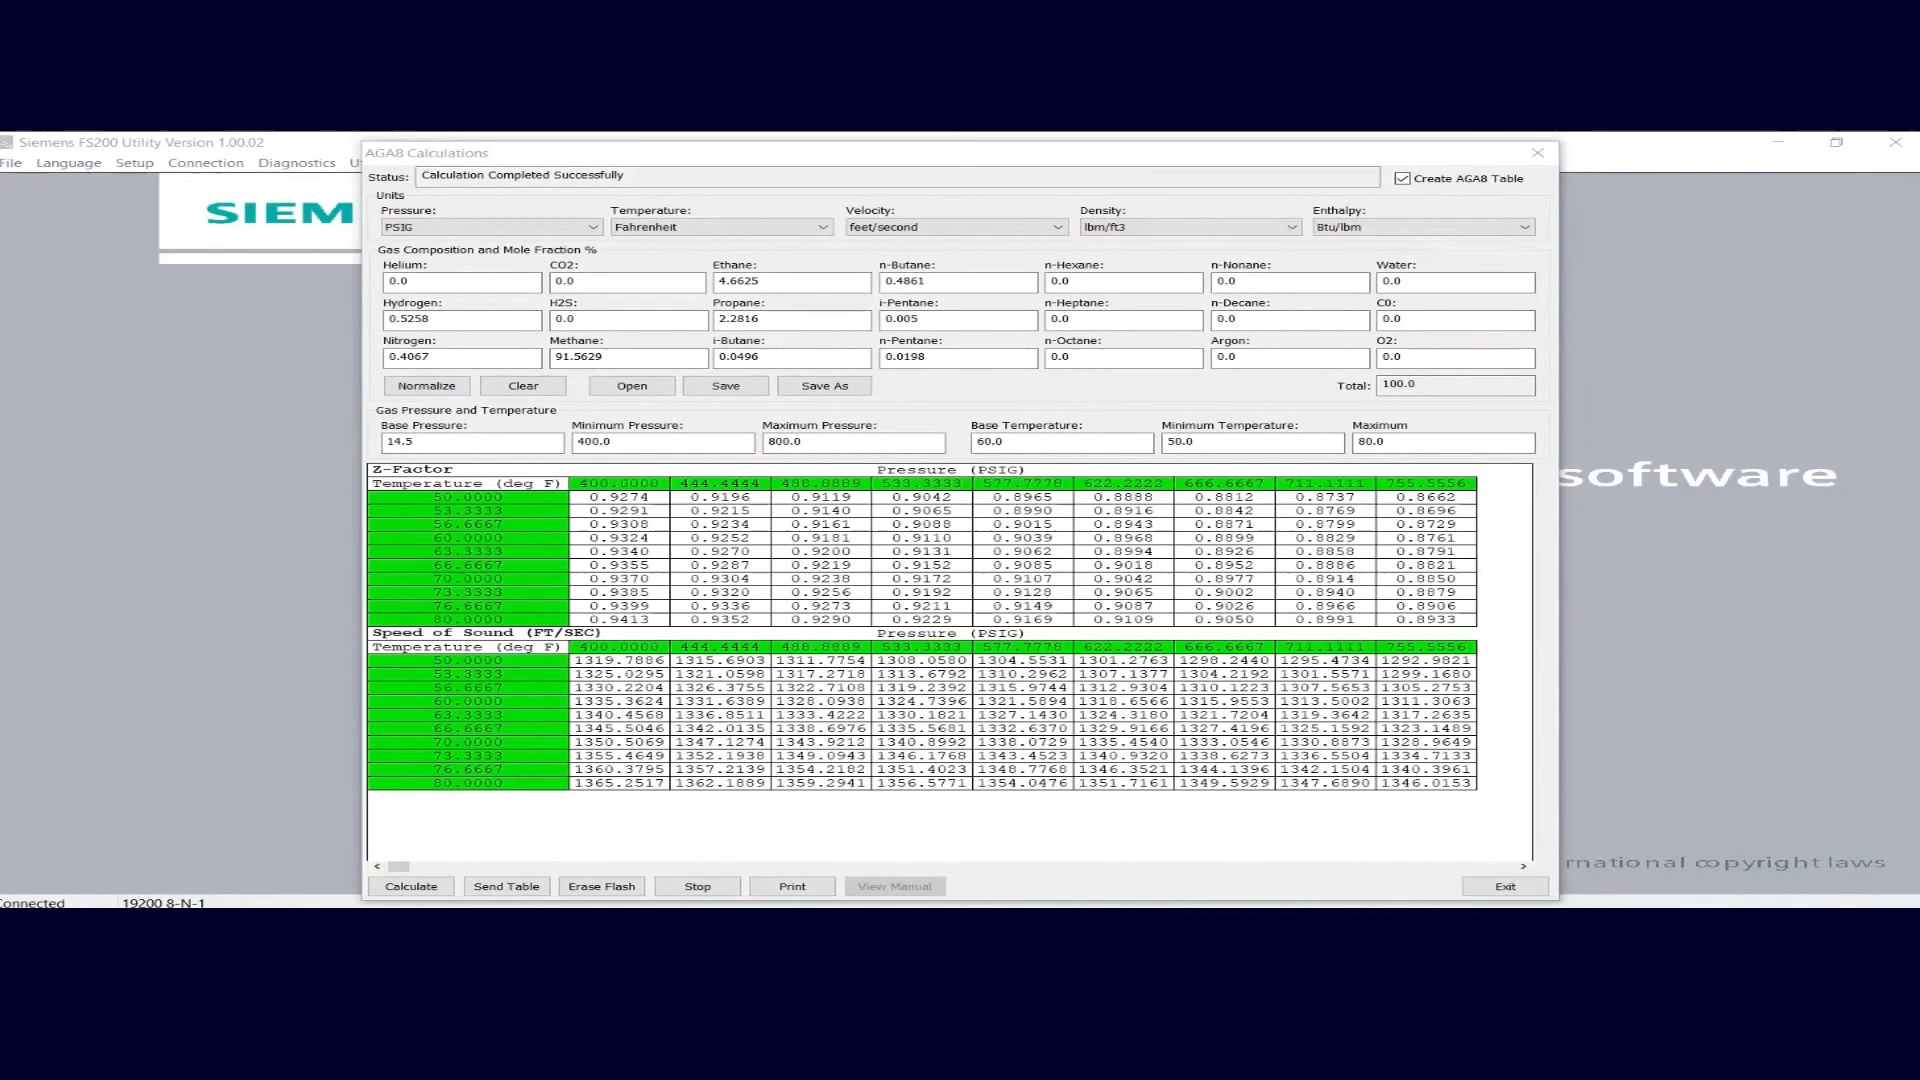 Siemens FS200 Utility Version 1.00.02
File Language Setup Connection Diagnostics
SIEM
AGA8 Calculations
Status: Calculation Completed Successfully Create AGA8 Table
Units
Pressure: Temperature: Velocity: Density: Enthalpy:
PSIG Fahrenheit feet/second lbm/ft3 Btu/lbm
Gas Composition and Mole Fraction %
Helium: CO2: Ethane: n-Butane: n-Hexane: n-Nonane: Water:
0.0 0.0 4.6625 0.4861 0.0 0.0 0.0
Hydrogen: H2S: Propane: i-Pentane: n-Heptane: n-Decane: C0:
0.5258 0.0 2.2816 0.005 0.0 0.0 0.0
Nitrogen: Methane: i-Butane: n-Pentane: n-Octane: Argon: O2:
0.4067 91.5629 0.0496 0.0198 0.0 0.0 0.0
Normalize Clear Open Save Save As Total: 100.0
Gas Pressure and Temperature
Base Pressure: Minimum Pressure: Maximum Pressure: Base Temperature: Minimum Temperature: Maximum
14.5 400.0 800.0 60.0 50.0 80.0
Z-Factor Pressure (PSIG)
Temperature (deg F) 400.0000 444.4444 488.8889 533.3333 577.7778 622.2222 666.6667 711.1111 755.5556
50.0000 0.9274 0.9196 0.9119 0.9042 0.8965 0.8888 0.8812 0.8737 0.8662
53.3333 0.9291 0.9215 0.9140 0.9065 0.8990 0.8916 0.8842 0.8769 0.8696
56.6667 0.9308 0.9234 0.9161 0.9088 0.9015 0.8943 0.8871 0.8799 0.8729
60.0000 0.9324 0.9252 0.9181 0.9110 0.9039 0.8968 0.8899 0.8829 0.8761
63.3333 0.9340 0.9270 0.9200 0.9131 0.9062 0.8994 0.8926 0.8858 0.8791
66.6667 0.9355 0.9287 0.9219 0.9152 0.9085 0.9018 0.8952 0.8886 0.8821
70.0000 0.9370 0.9304 0.9238 0.9172 0.9107 0.9042 0.8977 0.8914 0.8850
73.3333 0.9385 0.9320 0.9256 0.9192 0.9128 0.9065 0.9002 0.8940 0.8879
76.6667 0.9399 0.9336 0.9273 0.9211 0.9149 0.9087 0.9026 0.8966 0.8906
80.0000 0.9413 0.9352 0.9290 0.9229 0.9169 0.9109 0.9050 0.8991 0.8933
Speed of Sound (FT/SEC) Pressure (PSIG)
Temperature (deg F) 400.0000 444.4444 488.8889 533.3333 577.7778 622.2222 666.6667 711.1111 755.5556
50.0000 1319.7886 1315.6903 1311.7754 1308.0580 1304.5531 1301.2763 1298.2440 1295.4734 1292.9821
53.3333 1325.0295 1321.0598 1317.2718 1313.6792 1310.2962 1307.1377 1304.2192 1301.5571 1299.1680
56.6667 1330.2204 1326.3755 1322.7108 1319.2392 1315.9744 1312.9304 1310.1223 1307.5653 1305.2753
60.0000 1335.3624 1331.6389 1328.0938 1324.7396 1321.5894 1318.6566 1315.9553 1313.5002 1311.3063
63.3333 1340.4568 1336.8511 1333.4222 1330.1821 1327.1430 1324.3180 1321.7204 1319.3642 1317.2635
66.6667 1345.5046 1342.0135 1338.6976 1335.5681 1332.6370 1329.9166 1327.4196 1325.1592 1323.1489
70.0000 1350.5069 1347.1274 1343.9212 1340.8992 1338.0729 1335.4540 1333.0546 1330.8873 1328.9649
73.3333 1355.4649 1352.1938 1349.0943 1346.1768 1343.4523 1340.9320 1338.6273 1336.5504 1334.7133
76.6667 1360.3795 1357.2139 1354.2182 1351.4023 1348.7768 1346.3521 1344.1396 1342.1504 1340.3961
80.0000 1365.2517 1362.1889 1359.2941 1356.5771 1354.0476 1351.7161 1349.5929 1347.6890 1346.0153
Calculate Send Table Erase Flash Stop Print View Manual Exit
software
rnational copyright laws
Connected 19200 8-N-1